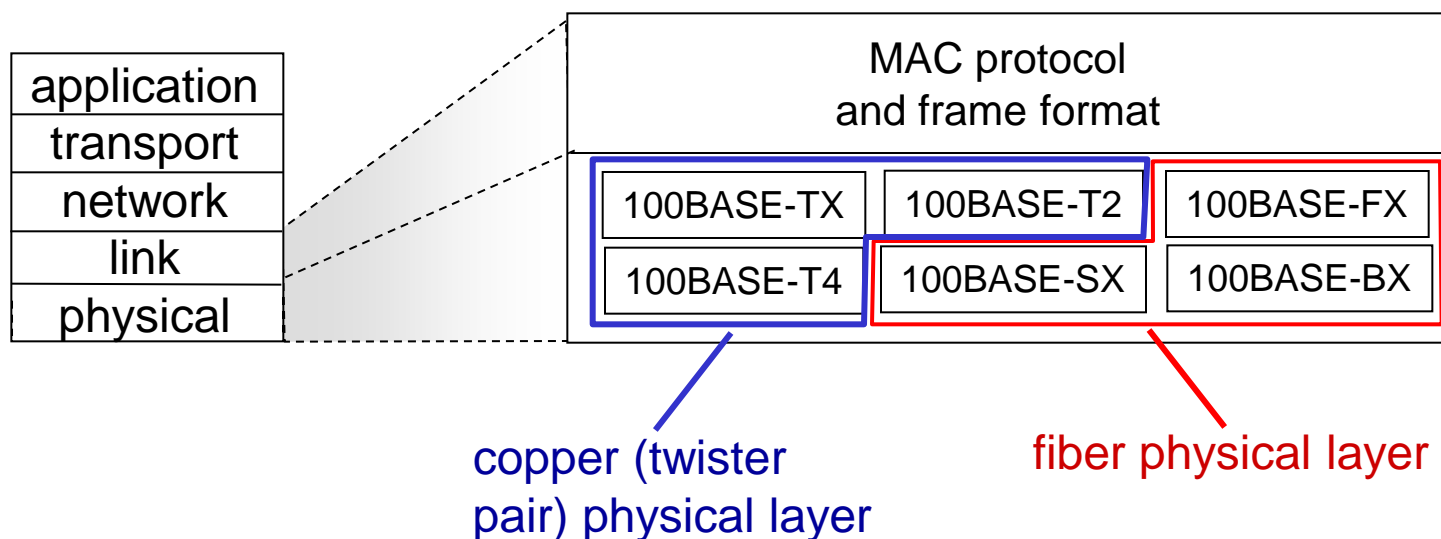 application
transport
network
link
physical
MAC protocol
and frame format
100BASE-TX
100BASE-T2
100BASE-FX
100BASE-T4
100BASE-SX
100BASE-BX
copper (twister
pair) physical layer
fiber physical layer